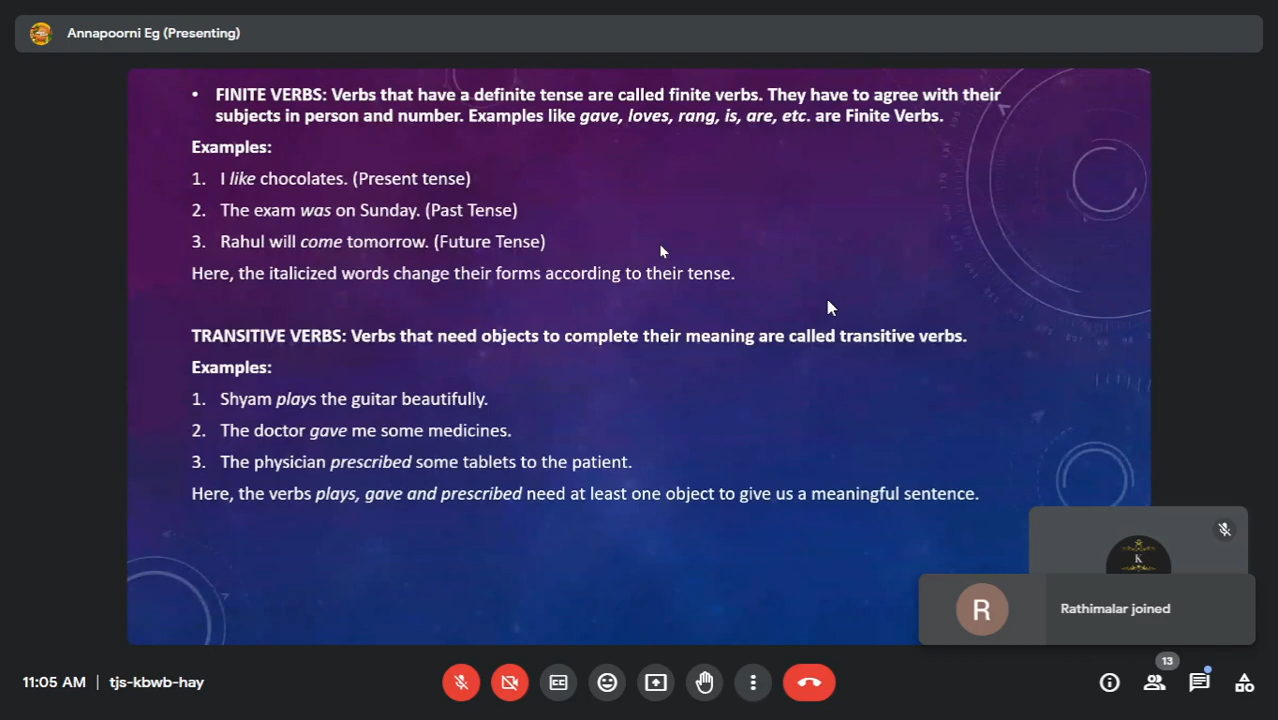 Annapoorni Eg (Presenting)
• FINITE VERBS: Verbs that have a definite tense are called finite verbs. They have to agree with their
subjects in person and number. Examples like gave, loves, rang, is, are, etc. are Finite Verbs.
Examples:
1. I like chocolates. (Present tense)
2. The exam was on Sunday. (Past Tense)
3. Rahul will come tomorrow. (Future Tense)
Here, the italicized words change their forms according to their tense.
TRANSITIVE VERBS: Verbs that need objects to complete their meaning are called transitive verbs.
Examples:
1. Shyam plays the guitar beautifully.
2. The doctor gave me some medicines.
3. The physician prescribed some tablets to the patient.
Here, the verbs plays, gave and prescribed need at least one object to give us a meaningful sentence.
K
R
Rathimalar joined
11:05 AM | tjs-kbwb-hay
13